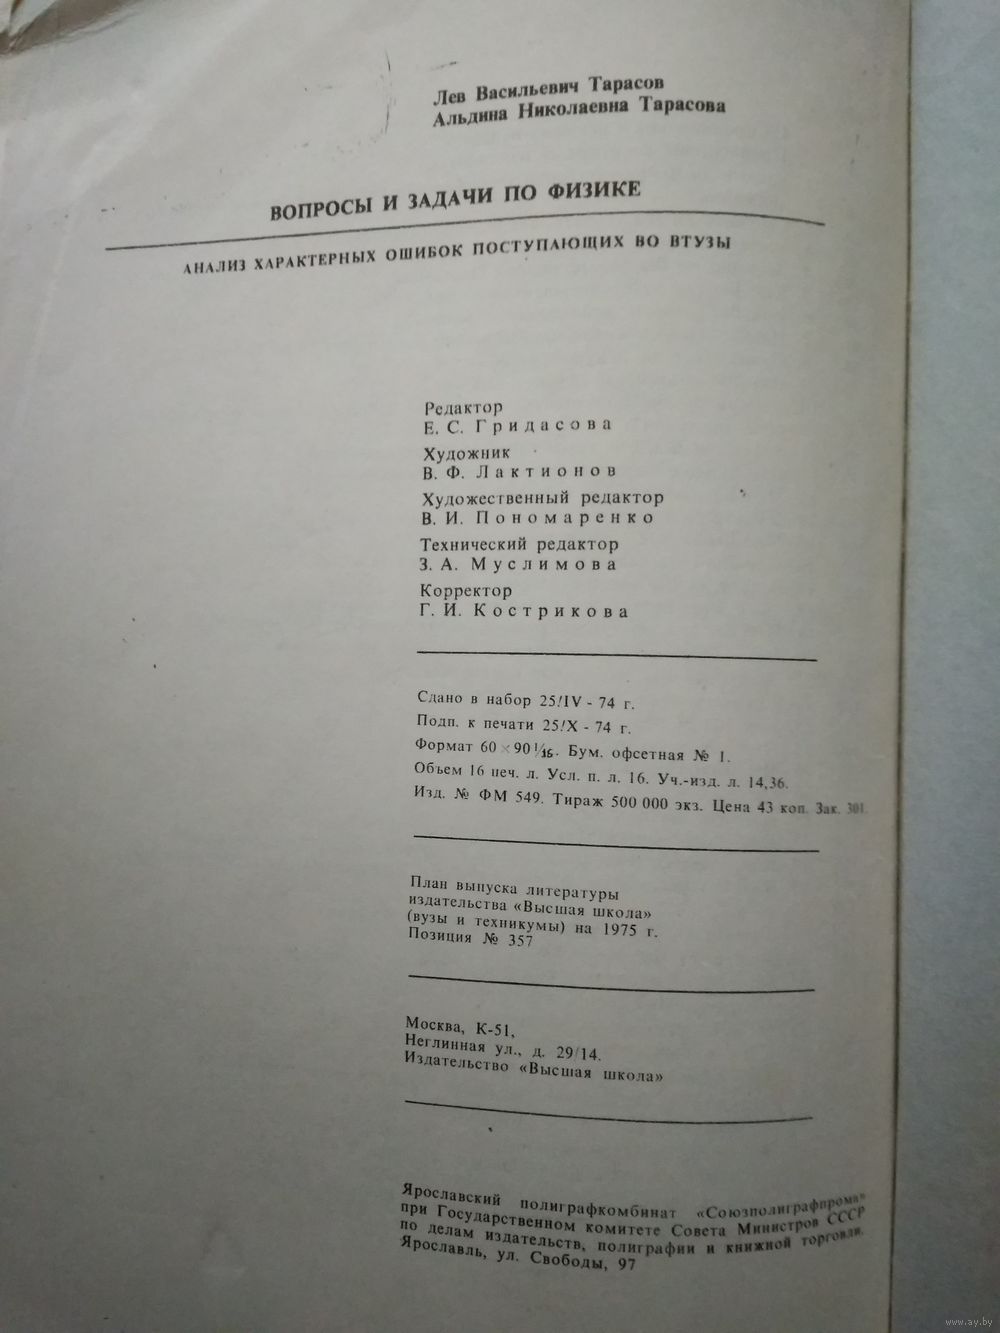 Лев Васильевич Тарасов
Альдина Николаевна Тарасова
ВОПРОСЫ И ЗАДАЧИ ПО ФИЗИКЕ
АНАЛИЗ ХАРАКТЕРНЫХ ОШИБОК ПОСТУПАЮЩИХ ВО ВТУЗЫ
Редактор
Е. С. Гридасова
Художник
В. Ф. Лактионов
Художественный редактор
В. И. Пономаренко
Технический редактор
З. А. Муслимова
Корректор
Г. И. Кострикова
Сдано в набор 25/IV - 74 г.
Подп. к печати 25/X - 74 г.
Формат 60 × 90 1/16. Бум. офсетная № 1.
Объем 16 печ. л. Усл. п. л. 16. Уч.-изд. л. 14,36.
Изд. № ФМ 549. Тираж 500 000 экз. Цена 43 коп. Зак. 301.
План выпуска литературы
издательства «Высшая школа»
(вузы и техникумы) на 1975 г.
Позиция № 357
Москва, К-51,
Неглинная ул., д. 29/14.
Издательство «Высшая школа»
Ярославский полиграфкомбинат «Союзполиграфпрома»
при Государственном комитете Совета Министров СССР
по делам издательств, полиграфии и книжной торговли.
Ярославль, ул. Свободы, 97
www.ay.by